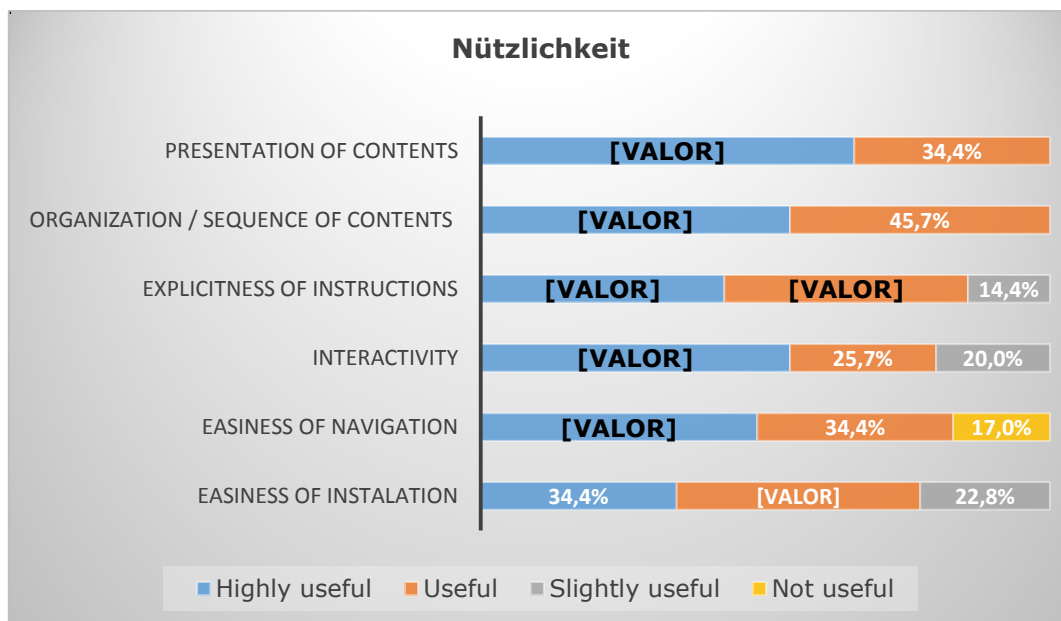 Nützlichkeit
PRESENTATION OF CONTENTS [VALOR] 34,4%
ORGANIZATION / SEQUENCE OF CONTENTS [VALOR] 45,7%
EXPLICITNESS OF INSTRUCTIONS [VALOR] [VALOR] 14,4%
INTERACTIVITY [VALOR] 25,7% 20,0%
EASINESS OF NAVIGATION [VALOR] 34,4% 17,0%
EASINESS OF INSTALATION 34,4% [VALOR] 22,8%
Highly useful Useful Slightly useful Not useful